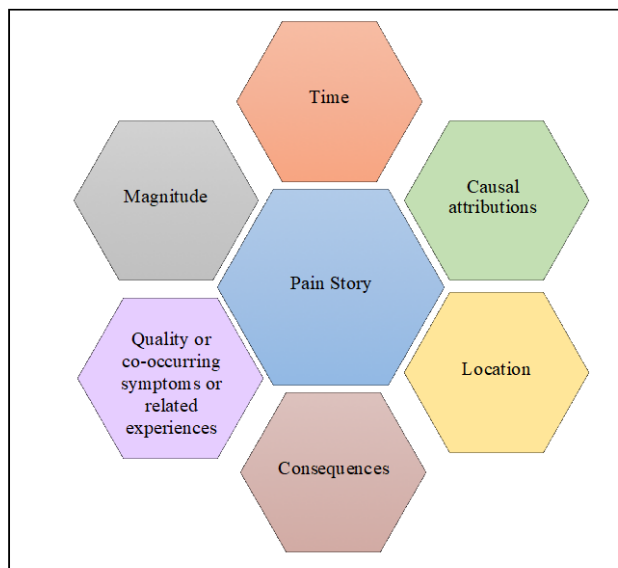 Time
Magnitude
Causal
attributions
Pain Story
Quality or
co-occurring
symptoms or
related
experiences
Location
Consequences